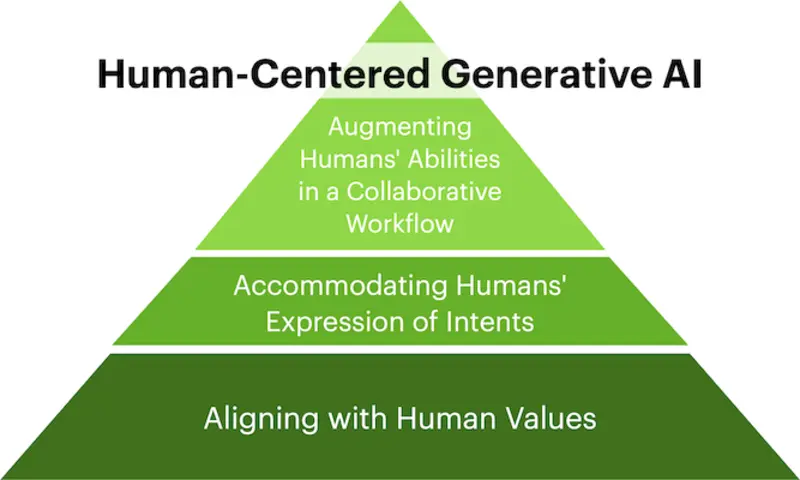 Human-Centered Generative AI
Augmenting
Humans' Abilities
in a Collaborative
Workflow
Accommodating Humans'
Expression of Intents
Aligning with Human Values